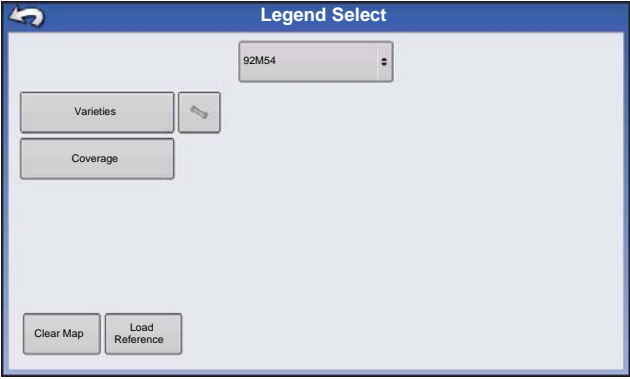 Legend Select
92M54
Varieties
Coverage
Clear Map
Load
Reference